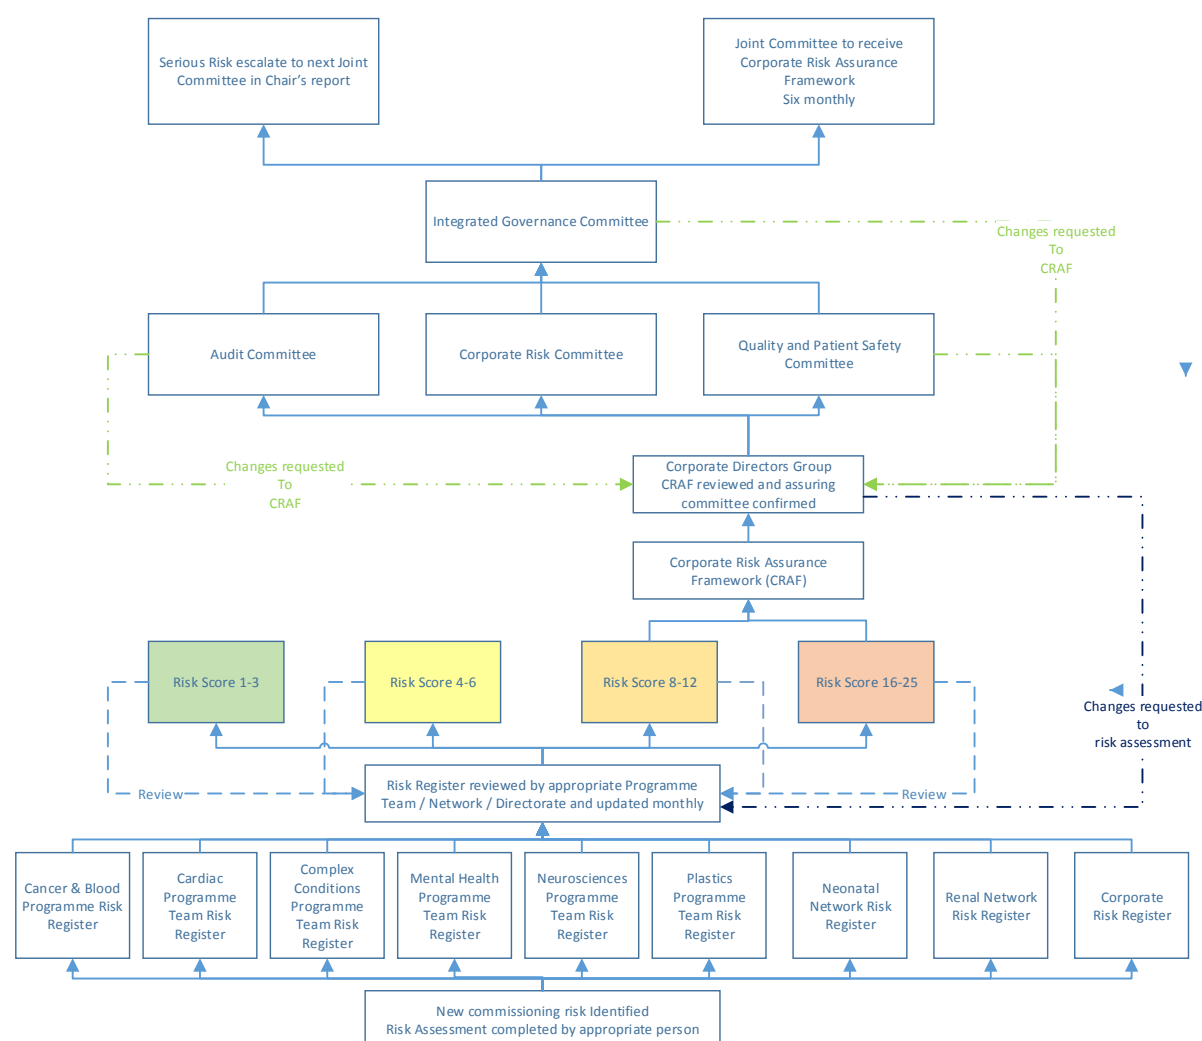 Serious Risk escalate to next Joint
Committee in Chair's report
Joint Committee to receive
Corporate Risk Assurance
Framework
Six monthly
Integrated Governance Committee
Changes requested
To
CRAF
Audit Committee
Corporate Risk Committee
Quality and Patient Safety
Committee
Changes requested
To
CRAF
Corporate Directors Group
CRAF reviewed and assuring
committee confirmed
Corporate Risk Assurance
Framework (CRAF)
Risk Score 1-3
Risk Score 4-6
Risk Score 8-12
Risk Score 16-25
Changes requested
to
risk assessment
Review
Risk Register reviewed by appropriate Programme
Team / Network / Directorate and updated monthly
Review
Cancer & Blood
Programme Risk
Register
Cardiac
Programme
Team Risk
Register
Complex
Conditions
Programme
Team Risk
Register
Mental Health
Programme
Team Risk
Register
Neurosciences
Programme
Team Risk
Register
Plastics
Programme
Team Risk
Register
Neonatal
Network Risk
Register
Renal Network
Risk Register
Corporate
Risk Register
New commissioning risk Identified
Risk Assessment completed by appropriate person